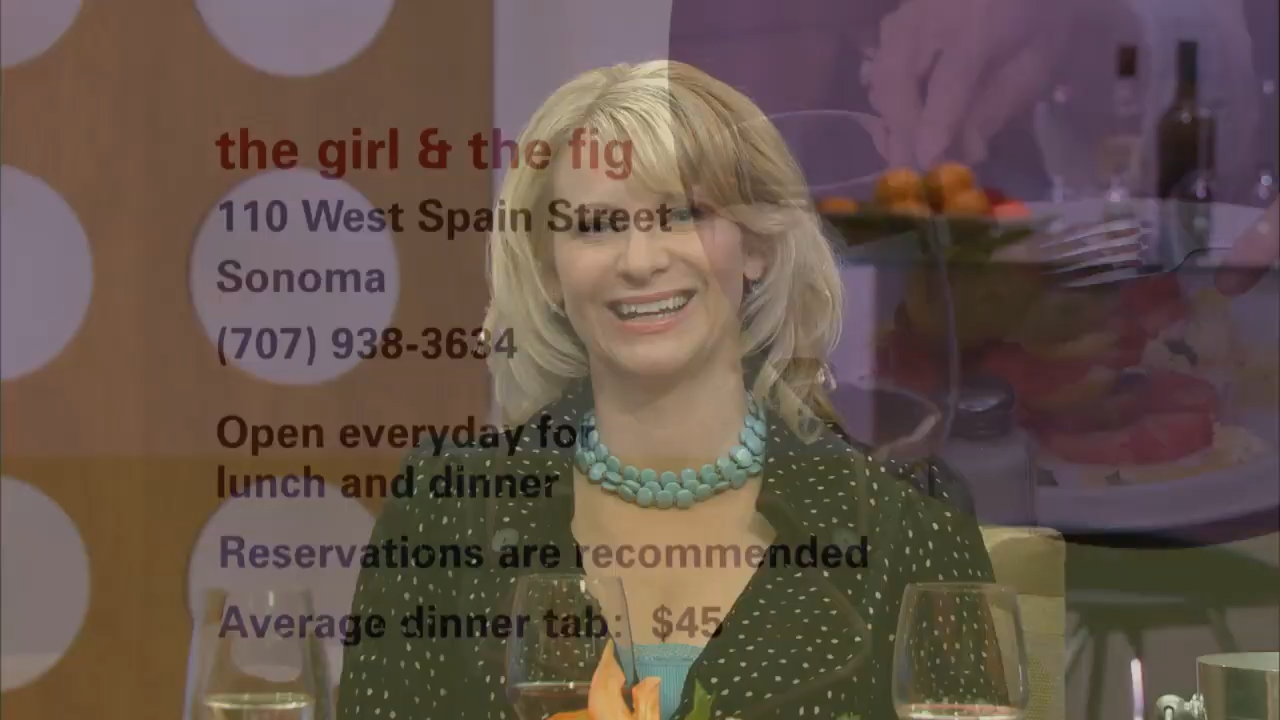 the girl & the fig
110 West Spain Street
Sonoma
(707) 938-3634
Open everyday for
lunch and dinner
Reservations are recommended
Average dinner tab: $45